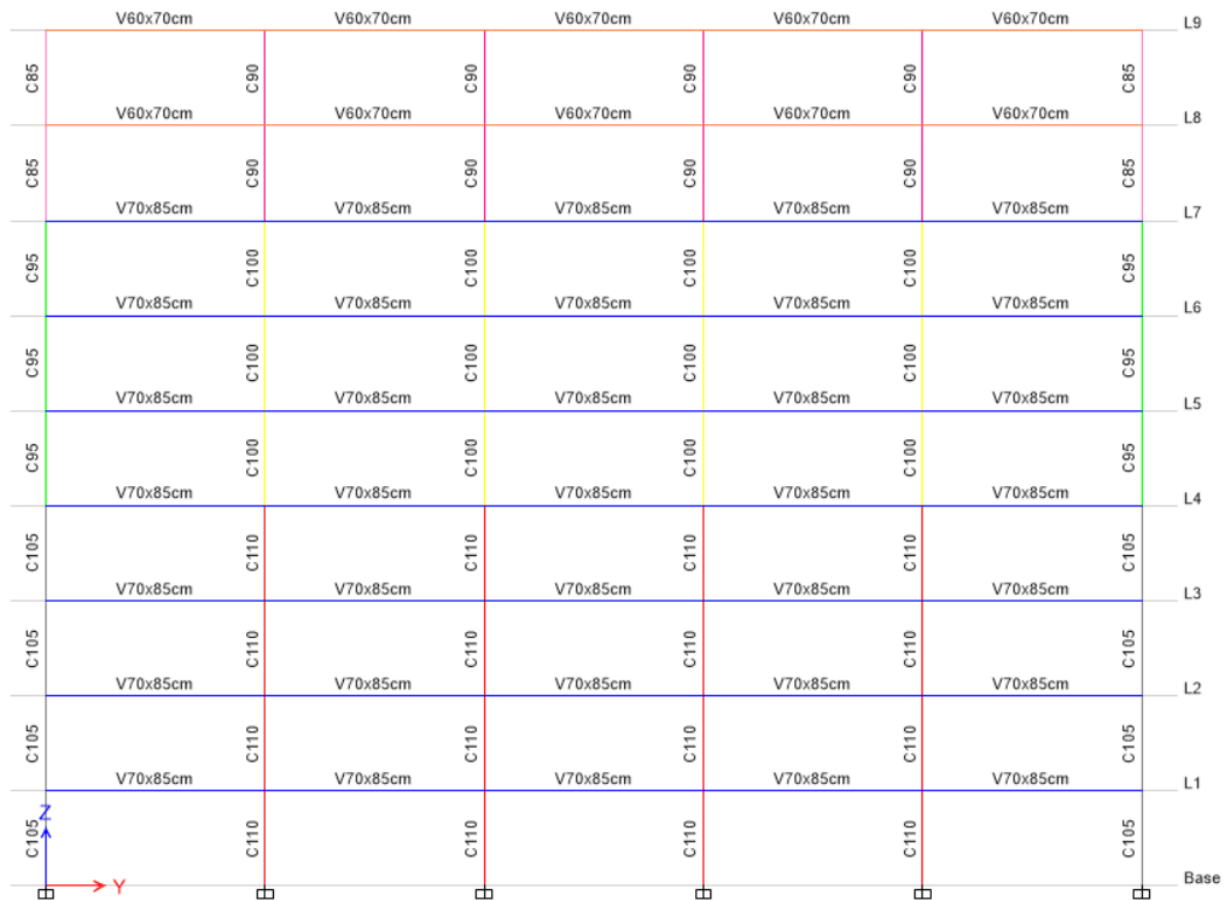 V60x70cm V60x70cm V60x70cm V60x70cm V60x70cm L9
C85 C90 C90 C90 C90 C85
V60x70cm V60x70cm V60x70cm V60x70cm V60x70cm L8
C85 C90 C90 C90 C90 C85
V70x85cm V70x85cm V70x85cm V70x85cm V70x85cm L7
C95 C100 C100 C100 C100 C95
V70x85cm V70x85cm V70x85cm V70x85cm V70x85cm L6
C95 C100 C100 C100 C100 C95
V70x85cm V70x85cm V70x85cm V70x85cm V70x85cm L5
C95 C100 C100 C100 C100 C95
V70x85cm V70x85cm V70x85cm V70x85cm V70x85cm L4
C105 C110 C110 C110 C110 C105
V70x85cm V70x85cm V70x85cm V70x85cm V70x85cm L3
C105 C110 C110 C110 C110 C105
V70x85cm V70x85cm V70x85cm V70x85cm V70x85cm L2
C105 C110 C110 C110 C110 C105
V70x85cm V70x85cm V70x85cm V70x85cm V70x85cm L1
Z
C105 C110 C110 C110 C110 C105
Y Base